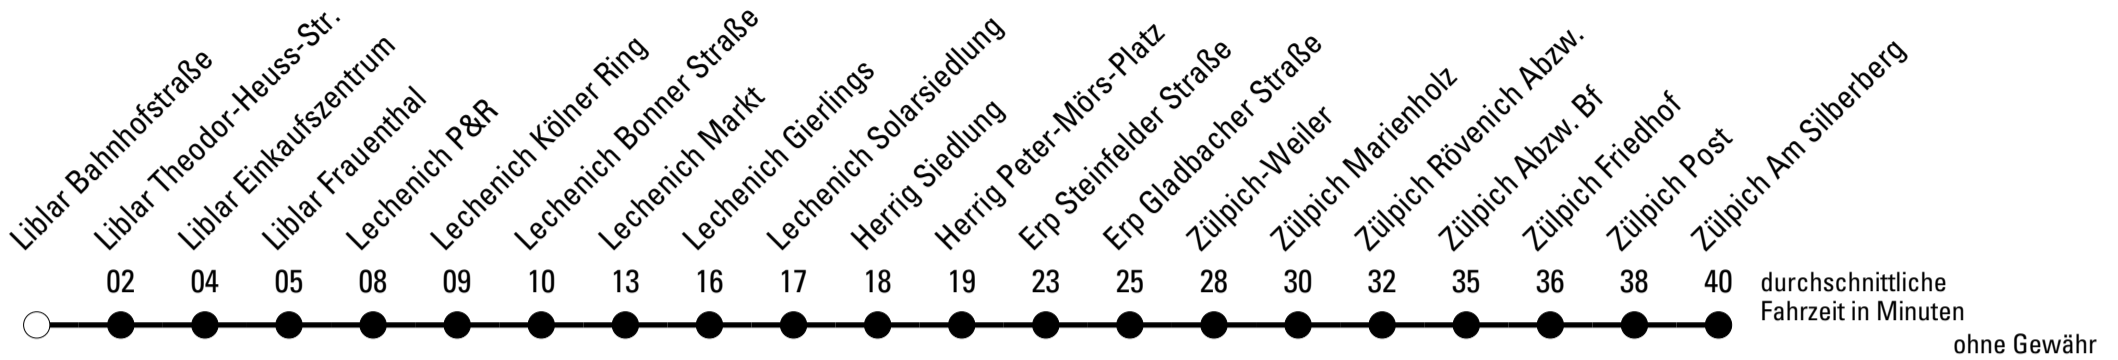 Liblar Bahnhofstraße
Liblar Theodor-Heuss-Str.
Liblar Einkaufszentrum
Liblar Frauenthal
Lechenich P&R
Lechenich Kölner Ring
Lechenich Bonner Straße
Lechenich Markt
Lechenich Gierlings
Lechenich Solarsiedlung
Herrig Siedlung
Herrig Peter-Mörs-Platz
Erp Steinfelder Straße
Erp Gladbacher Straße
Zülpich-Weiler
Zülpich Marienholz
Zülpich Rövenich Abzw.
Zülpich Abzw. Bf
Zülpich Friedhof
Zülpich Post
Zülpich Am Silberberg
02 04 05 08 09 10 13 16 17 18 19 23 25 28 30 32 35 36 38 40 durchschnittliche
Fahrzeit in Minuten
ohne Gewähr